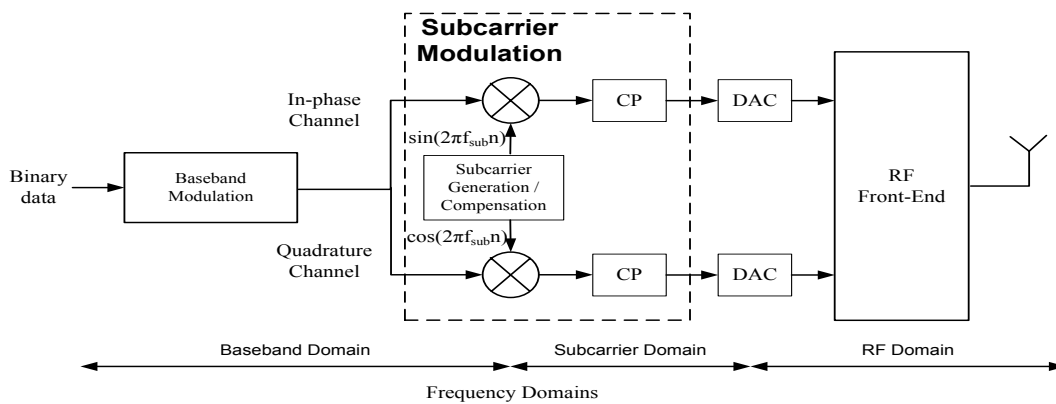 Subcarrier
Modulation
In-phase
Channel
CP
DAC
sin(2πf_sub n)
Binary
data
Baseband
Modulation
Subcarrier
Generation /
Compensation
RF
Front-End
cos(2πf_sub n)
Quadrature
Channel
CP
DAC
Baseband Domain
Subcarrier Domain
RF Domain
Frequency Domains